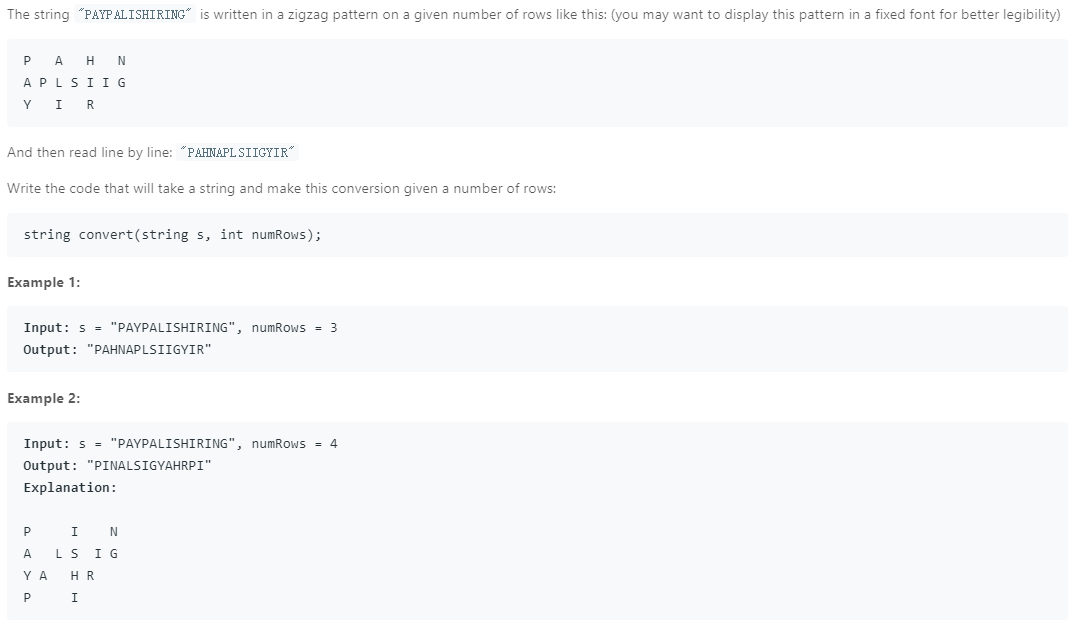 The string "PAYPALISHIRING" is written in a zigzag pattern on a given number of rows like this: (you may want to display this pattern in a fixed font for better legibility)
P   A   H   N
A P L S I I G
Y   I   R
And then read line by line: "PAHNAPLSIIGYIR"
Write the code that will take a string and make this conversion given a number of rows:
string convert(string s, int numRows);
Example 1:
Input: s = "PAYPALISHIRING", numRows = 3
Output: "PAHNAPLSIIGYIR"
Example 2:
Input: s = "PAYPALISHIRING", numRows = 4
Output: "PINALSIGYAHRPI"
Explanation:
P     I    N
A   L S  I G
Y A   H R
P     I